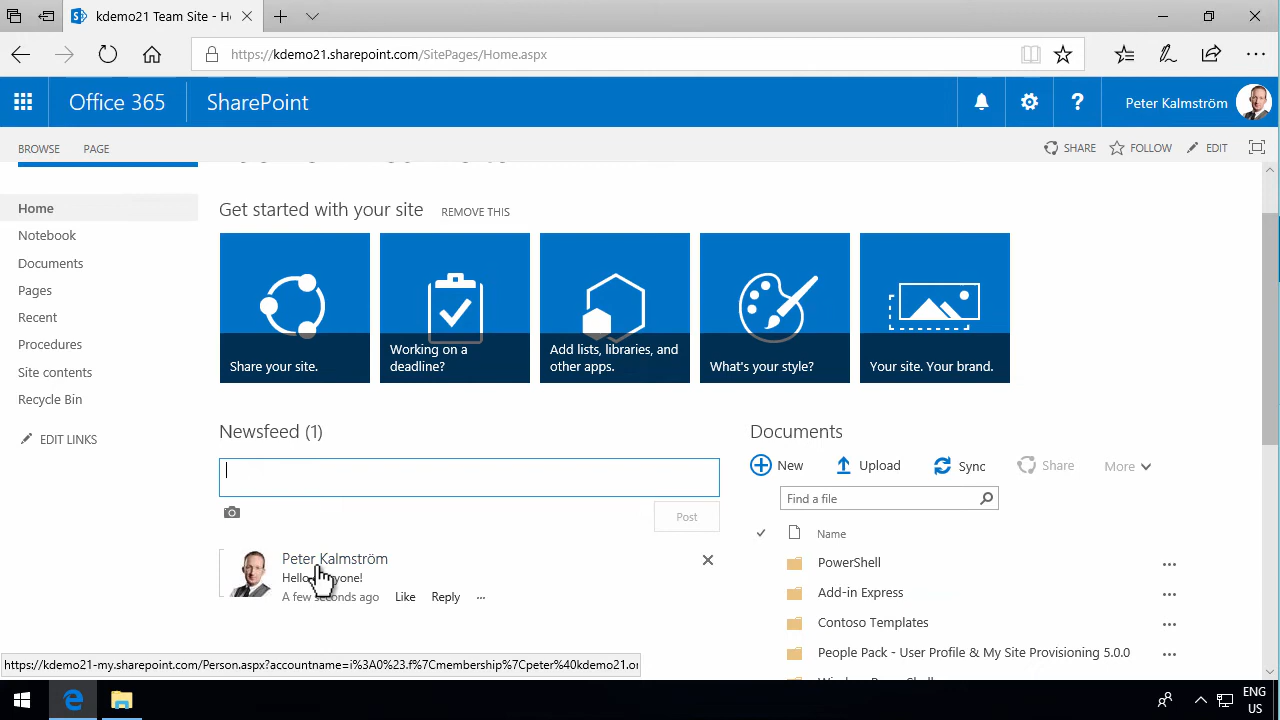 kdemo21 Team Site - Ho
https://kdemo21.sharepoint.com/SitePages/Home.aspx
Office 365
SharePoint
Peter Kalmström
BROWSE
PAGE
SHARE
FOLLOW
EDIT
Home
Notebook
Documents
Pages
Recent
Procedures
Site contents
Recycle Bin
EDIT LINKS
Get started with your site
REMOVE THIS
Share your site.
Working on a
deadline?
Add lists, libraries, and
other apps.
What's your style?
Your site. Your brand.
Newsfeed (1)
Post
Peter Kalmström
A few seconds ago
Like
Reply
Documents
New
Upload
Sync
Share
More
Find a file
Name
PowerShell
Add-in Express
Contoso Templates
People Pack - User Profile & My Site Provisioning 5.0.0
https://kdemo21-my.sharepoint.com/Person.aspx?accountname=i%3A0%23.f%7Cmembership%7Cpeter%40kdemo21.or
ENG
US